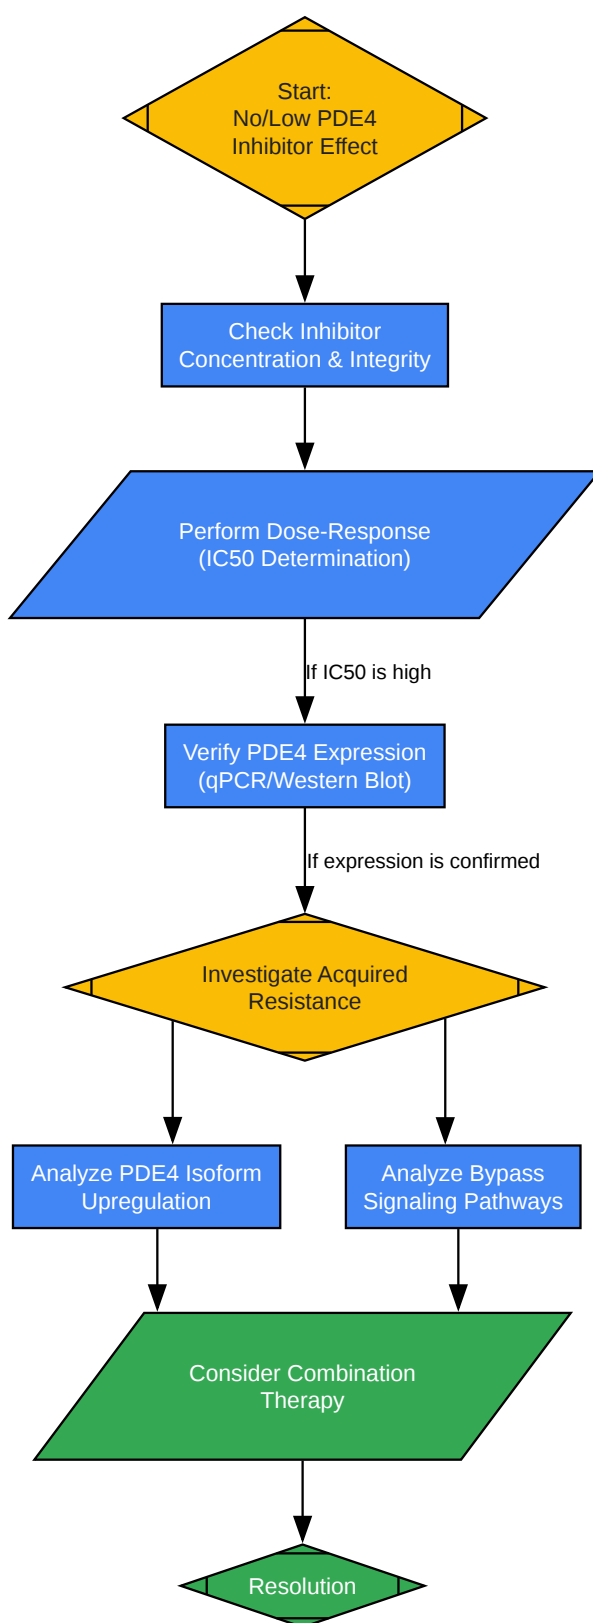 Start:
No/Low PDE4
Inhibitor Effect
Check Inhibitor
Concentration & Integrity
Perform Dose-Response
(IC50 Determination)
If IC50 is high
Verify PDE4 Expression
(qPCR/Western Blot)
If expression is confirmed
Investigate Acquired
Resistance
Analyze PDE4 Isoform
Upregulation
Analyze Bypass
Signaling Pathways
Consider Combination
Therapy
Resolution